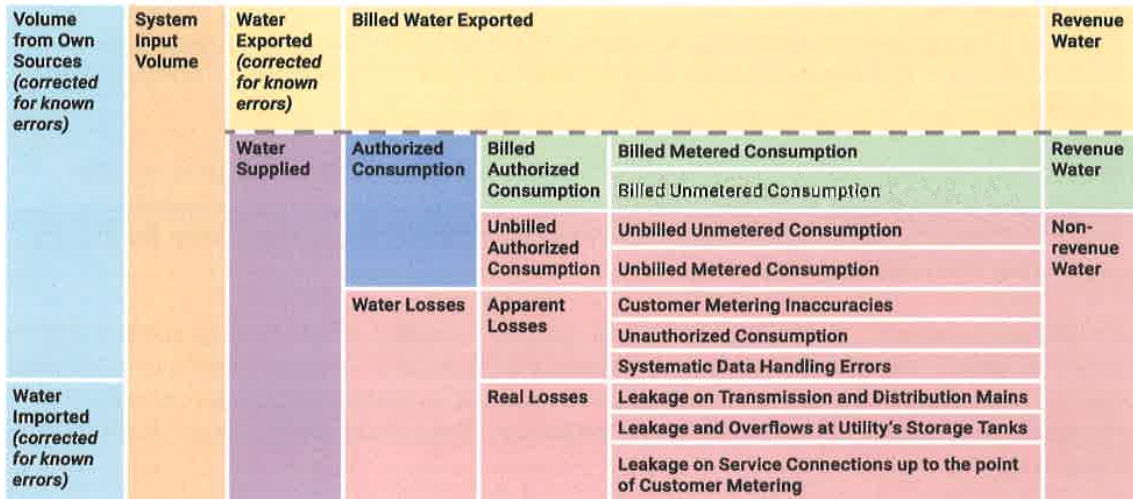 Volume
from Own
Sources
(corrected
for known
errors)
System
Input
Volume
Water
Exported
(corrected
for known
errors)
Billed Water Exported
Revenue
Water
Water
Supplied
Authorized
Consumption
Billed
Authorized
Consumption
Billed Metered Consumption
Billed Unmetered Consumption
Revenue
Water
Unbilled
Authorized
Consumption
Unbilled Unmetered Consumption
Unbilled Metered Consumption
Non-
revenue
Water
Water Losses
Apparent
Losses
Customer Metering Inaccuracies
Unauthorized Consumption
Systematic Data Handling Errors
Water
Imported
(corrected
for known
errors)
Real Losses
Leakage on Transmission and Distribution Mains
Leakage and Overflows at Utility's Storage Tanks
Leakage on Service Connections up to the point
of Customer Metering